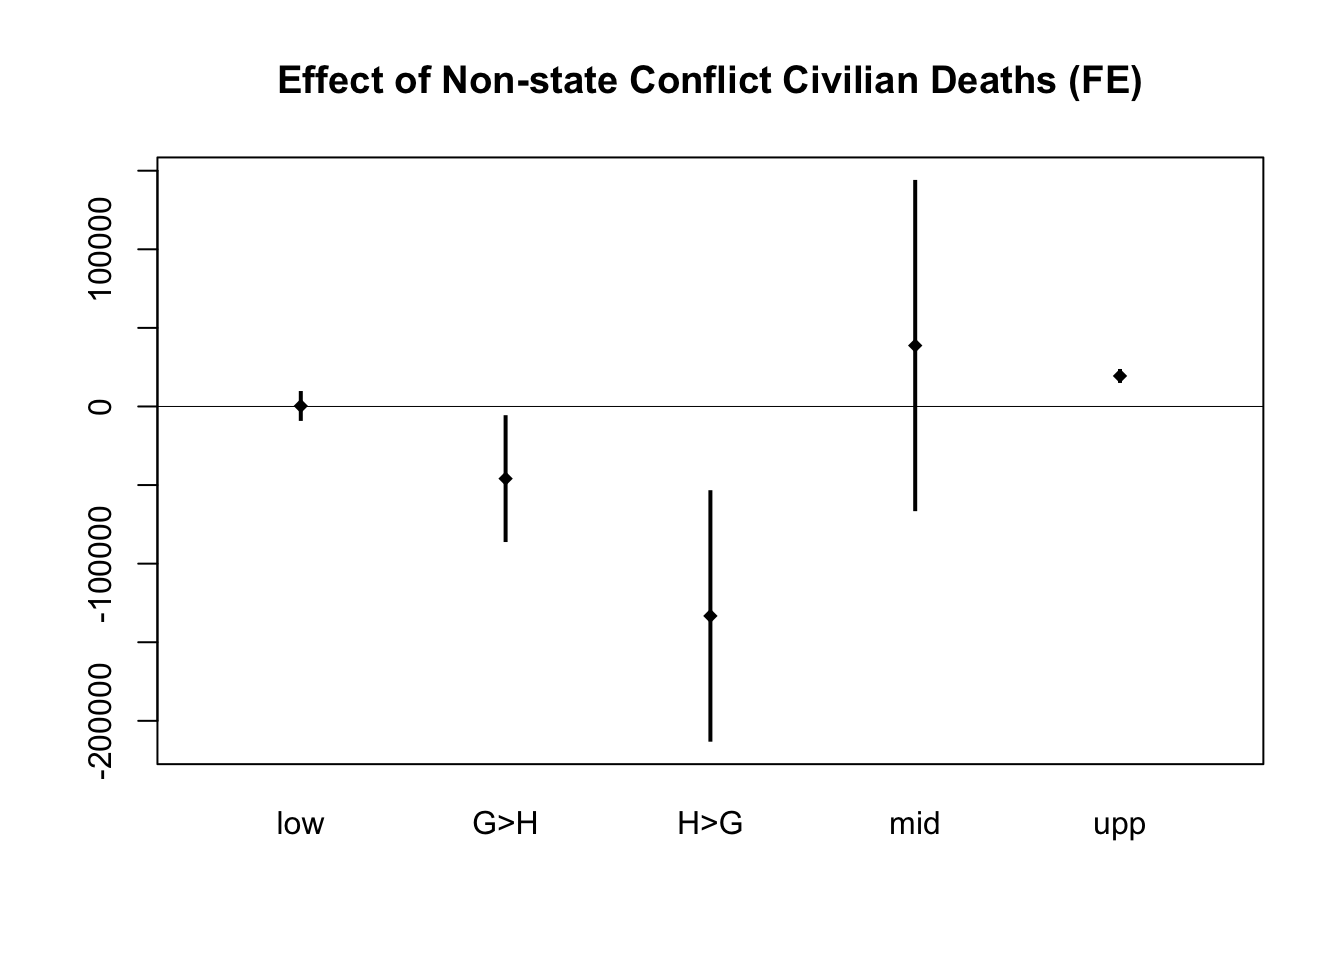 Effect of Non-state Conflict Civilian Deaths (FE)
100000
0
-100000
-200000
low G>H H>G mid upp